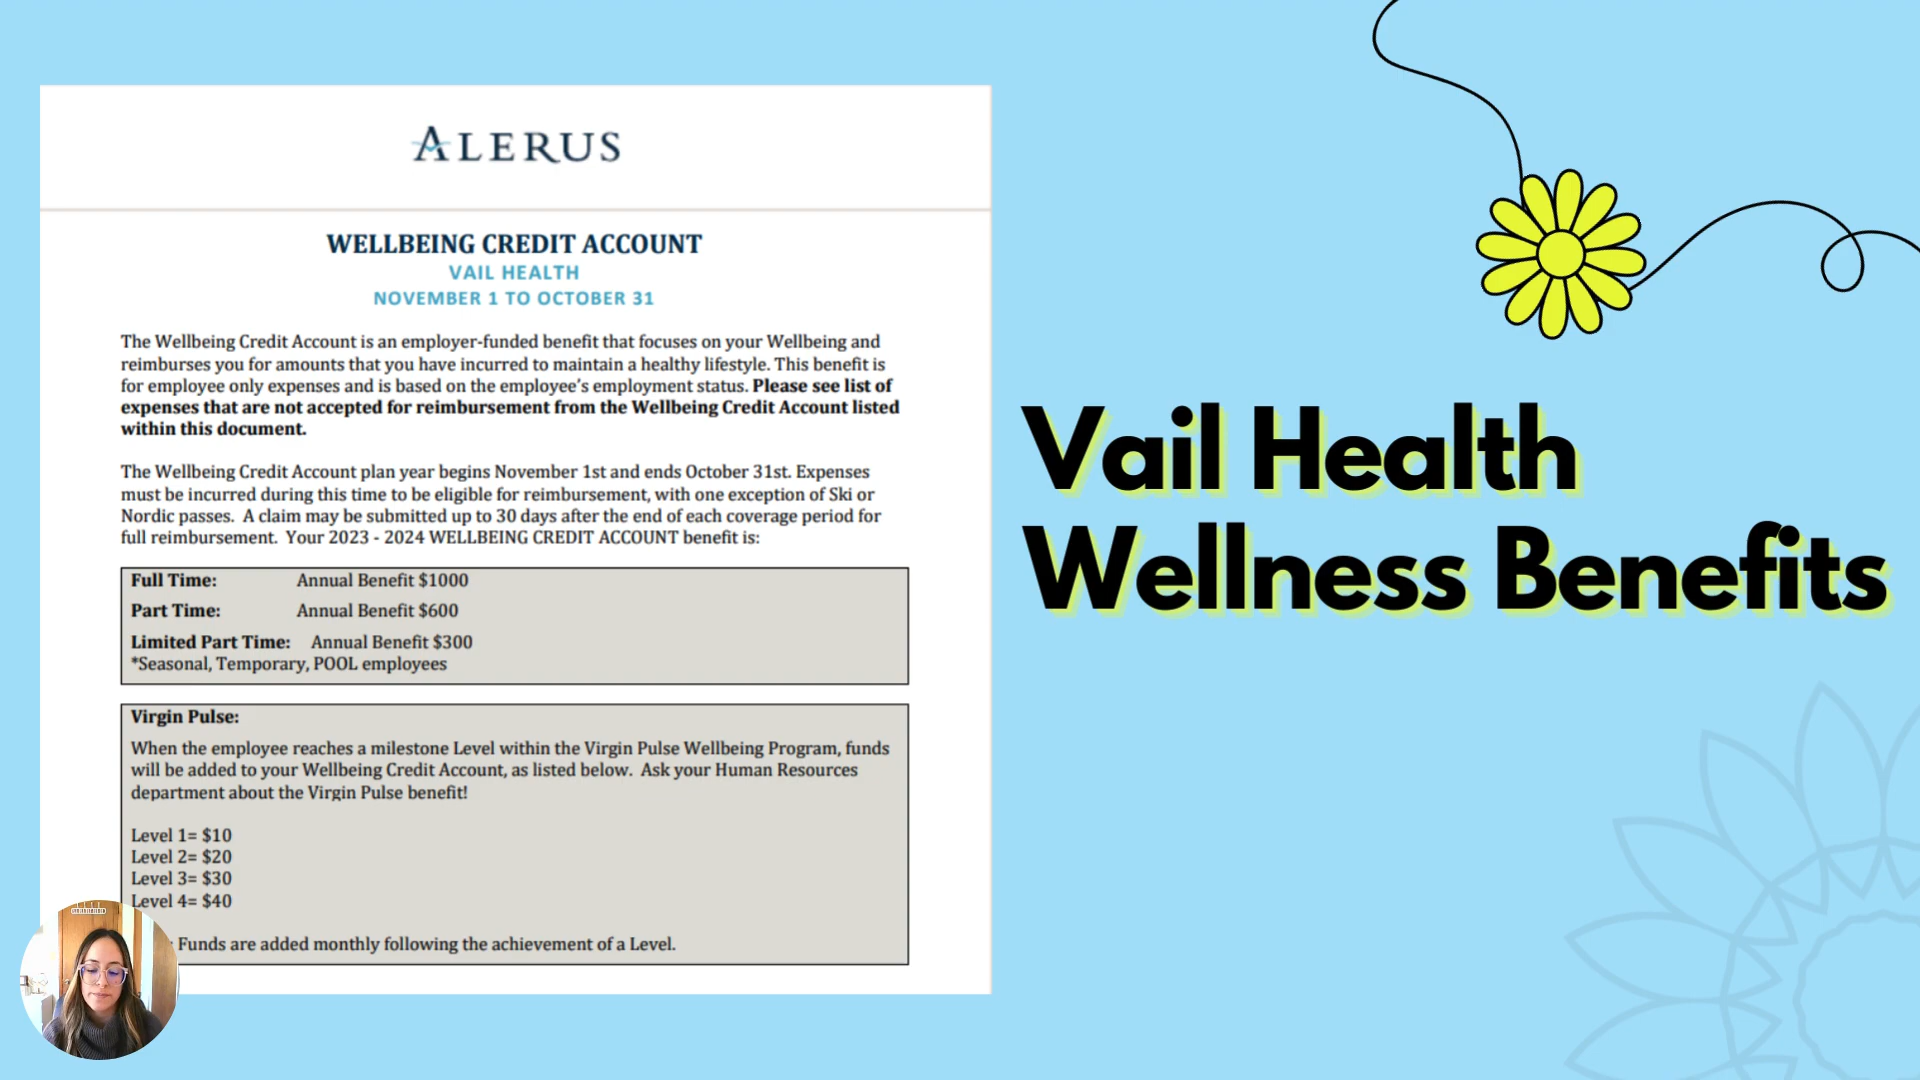 ALERUS
WELLBEING CREDIT ACCOUNT
VAIL HEALTH
NOVEMBER 1 TO OCTOBER 31
The Wellbeing Credit Account is an employer-funded benefit that focuses on your Wellbeing and
reimburses you for amounts that you have incurred to maintain a healthy lifestyle. This benefit is
for employee only expenses and is based on the employee's employment status. Please see list of
expenses that are not accepted for reimbursement from the Wellbeing Credit Account listed
within this document.
The Wellbeing Credit Account plan year begins November 1st and ends October 31st. Expenses
must be incurred during this time to be eligible for reimbursement, with one exception of Ski or
Nordic passes. A claim may be submitted up to 30 days after the end of each coverage period for
full reimbursement. Your 2023 - 2024 WELLBEING CREDIT ACCOUNT benefit is:
Full Time: Annual Benefit $1000
Part Time: Annual Benefit $600
Limited Part Time: Annual Benefit $300
*Seasonal, Temporary, POOL employees
Virgin Pulse:
When the employee reaches a milestone Level within the Virgin Pulse Wellbeing Program, funds
will be added to your Wellbeing Credit Account, as listed below. Ask your Human Resources
department about the Virgin Pulse benefit!
Level 1= $10
Level 2= $20
Level 3= $30
Level 4= $40
Funds are added monthly following the achievement of a Level.
Vail Health
Wellness Benefits